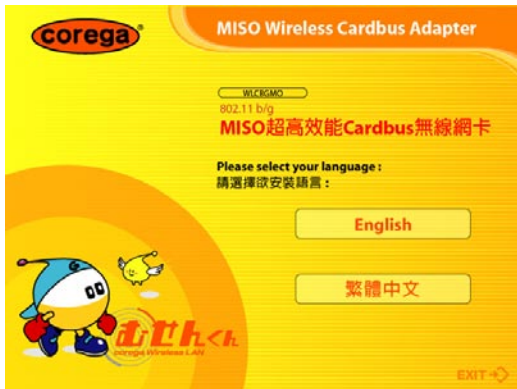 corega
MISO Wireless Cardbus Adapter
WLCBGMO
802.11 b/g
MISO超高效能Cardbus無線網卡
Please select your language :
請選擇欲安裝語言：
English
繁體中文
むせんくん
corega Wireless LAN
EXIT